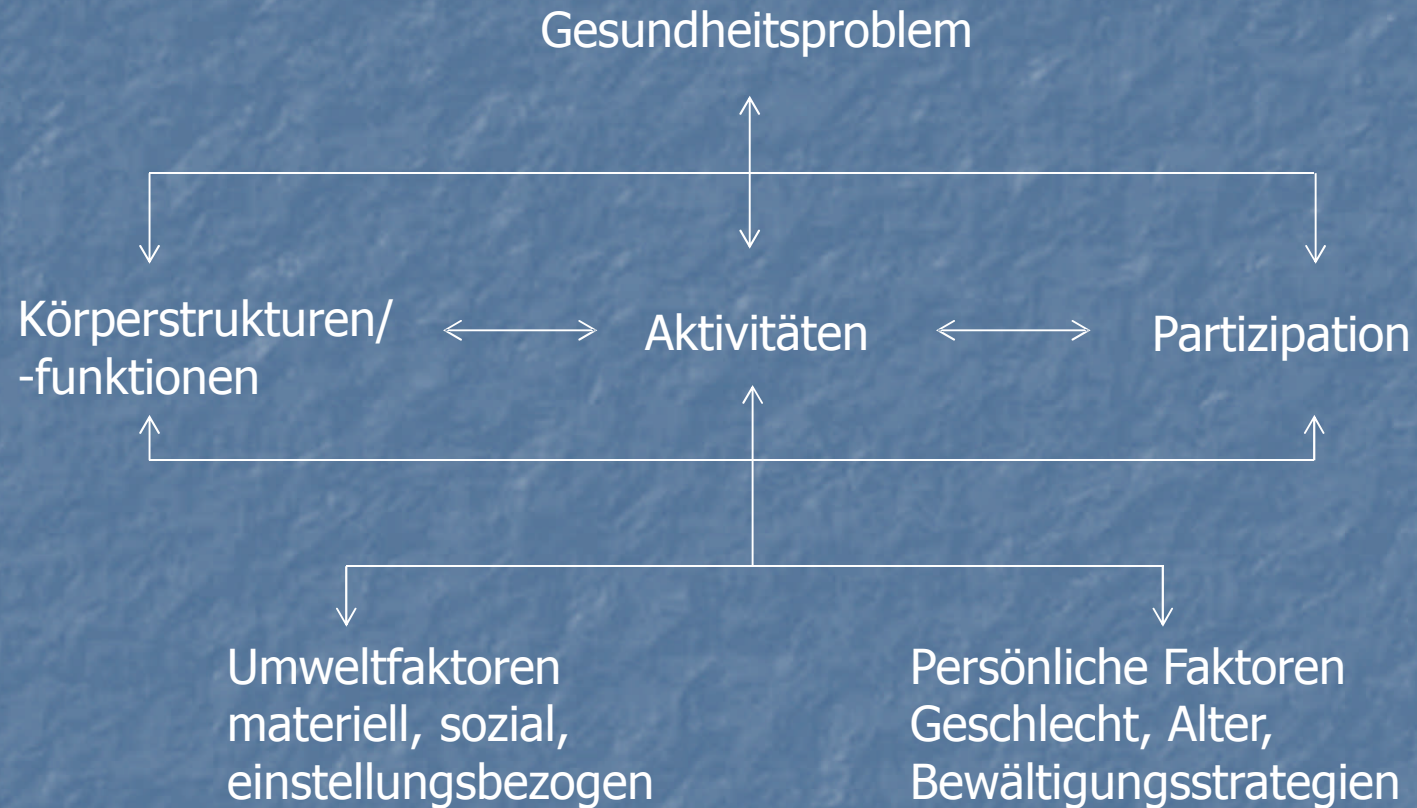 Gesundheitsproblem
Körperstrukturen/
-funktionen
Aktivitäten
Partizipation
Umweltfaktoren
materiell, sozial,
einstellungsbezogen
Persönliche Faktoren
Geschlecht, Alter,
Bewältigungsstrategien